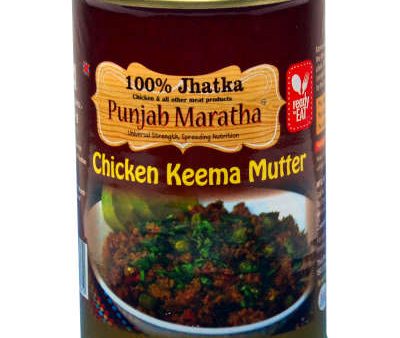 100% Jhatka
Chicken & all other meat products
Punjab Maratha
Universal Strength, Spreading Nutrition
ready
to
EAT
Chicken Keema Mutter